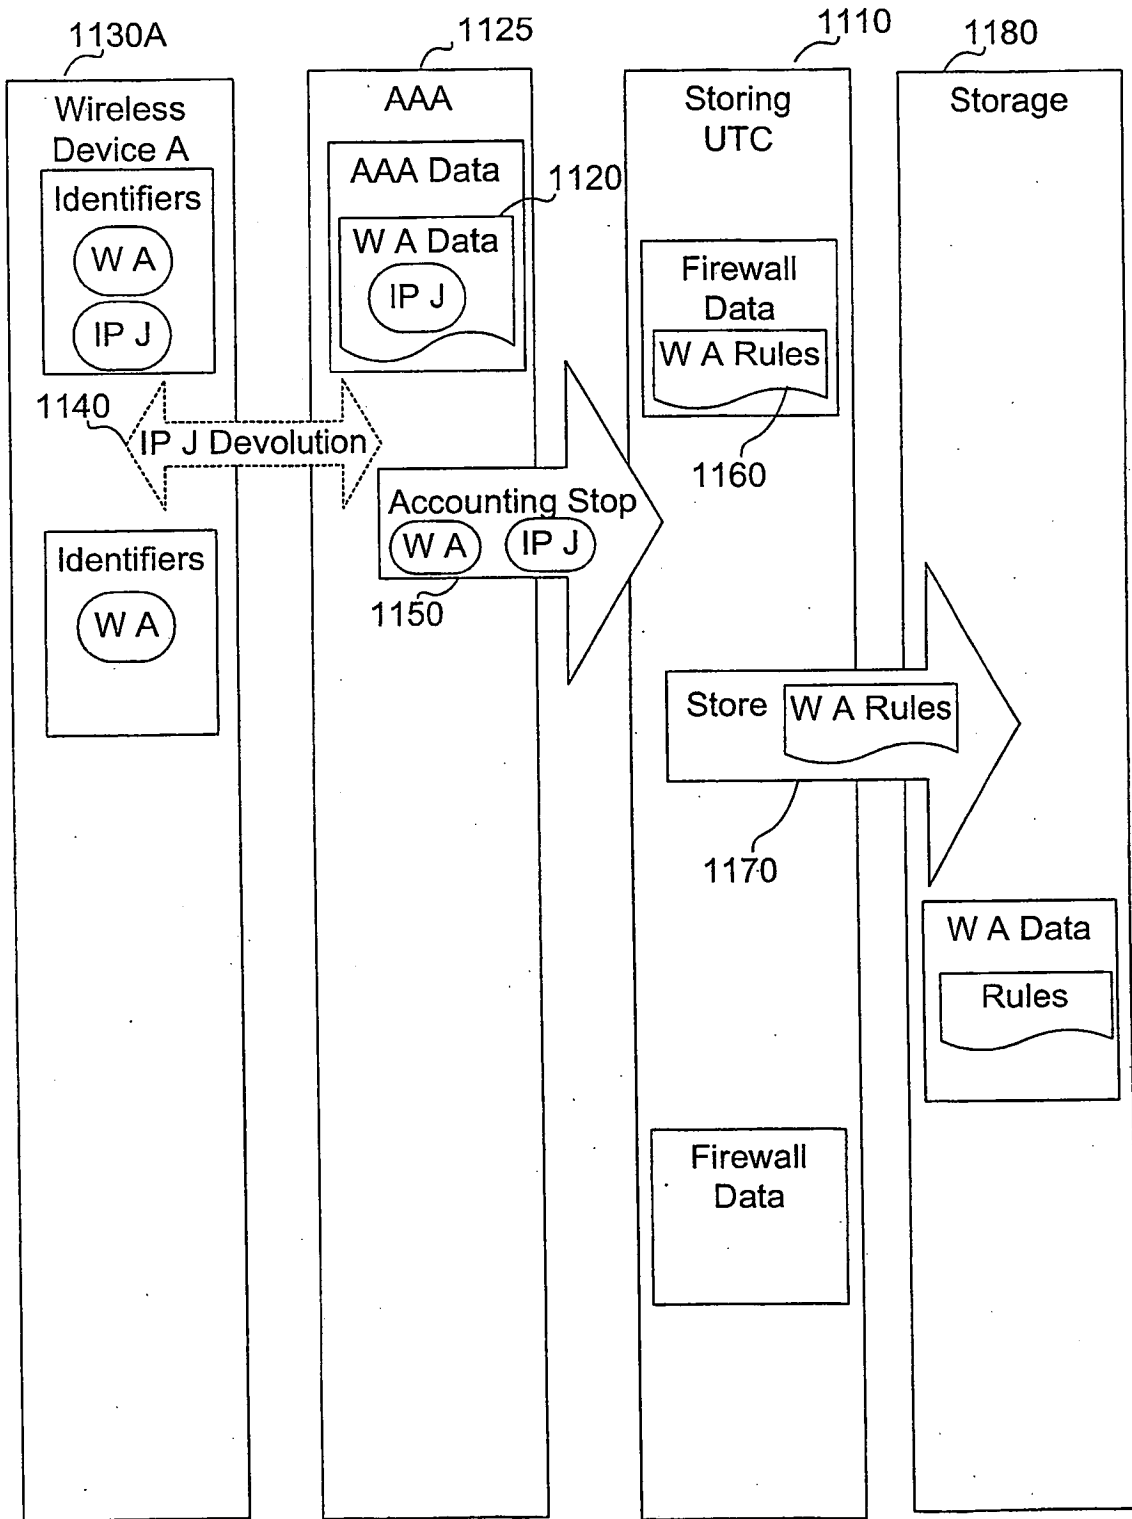 1130A
1125
1110
1180
Wireless
Device A
AAA
Storing
UTC
Storage
Identifiers
W A
IP J
AAA Data
1120
W A Data
IP J
Firewall
Data
W A Rules
1160
1140
IP J Devolution
Accounting Stop
W A
IP J
1150
Identifiers
W A
Store
W A Rules
1170
W A Data
Rules
Firewall
Data